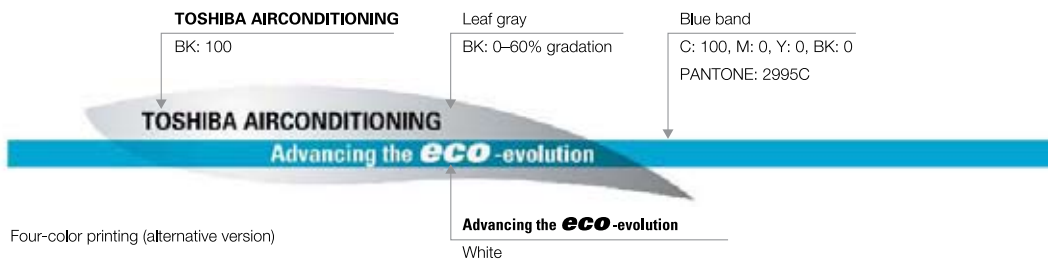 TOSHIBA AIRCONDITIONING
BK: 100
Leaf gray
BK: 0–60% gradation
Blue band
C: 100, M: 0, Y: 0, BK: 0
PANTONE: 2995C
TOSHIBA AIRCONDITIONING
Advancing the eco-evolution
Advancing the eco-evolution
White
Four-color printing (alternative version)